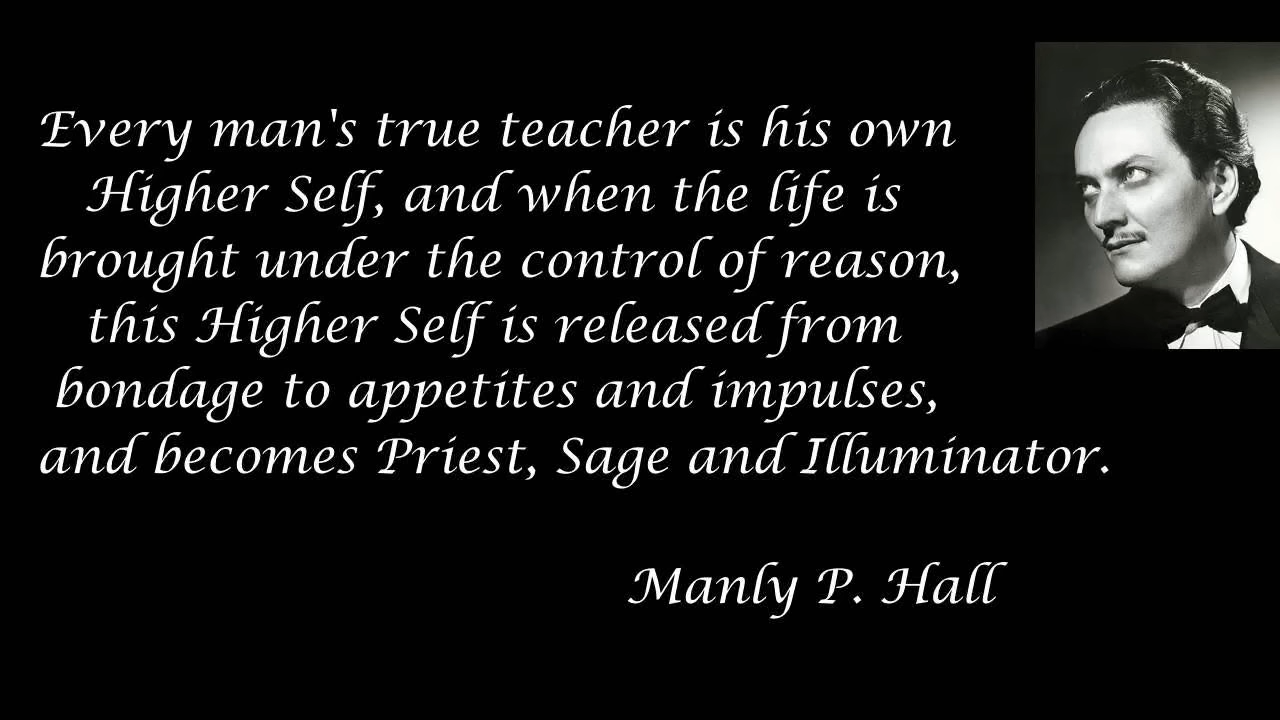 Every man's true teacher is his own
Higher Self, and when the life is
brought under the control of reason,
this Higher Self is released from
bondage to appetites and impulses,
and becomes Priest, Sage and Illuminator.
Manly P. Hall